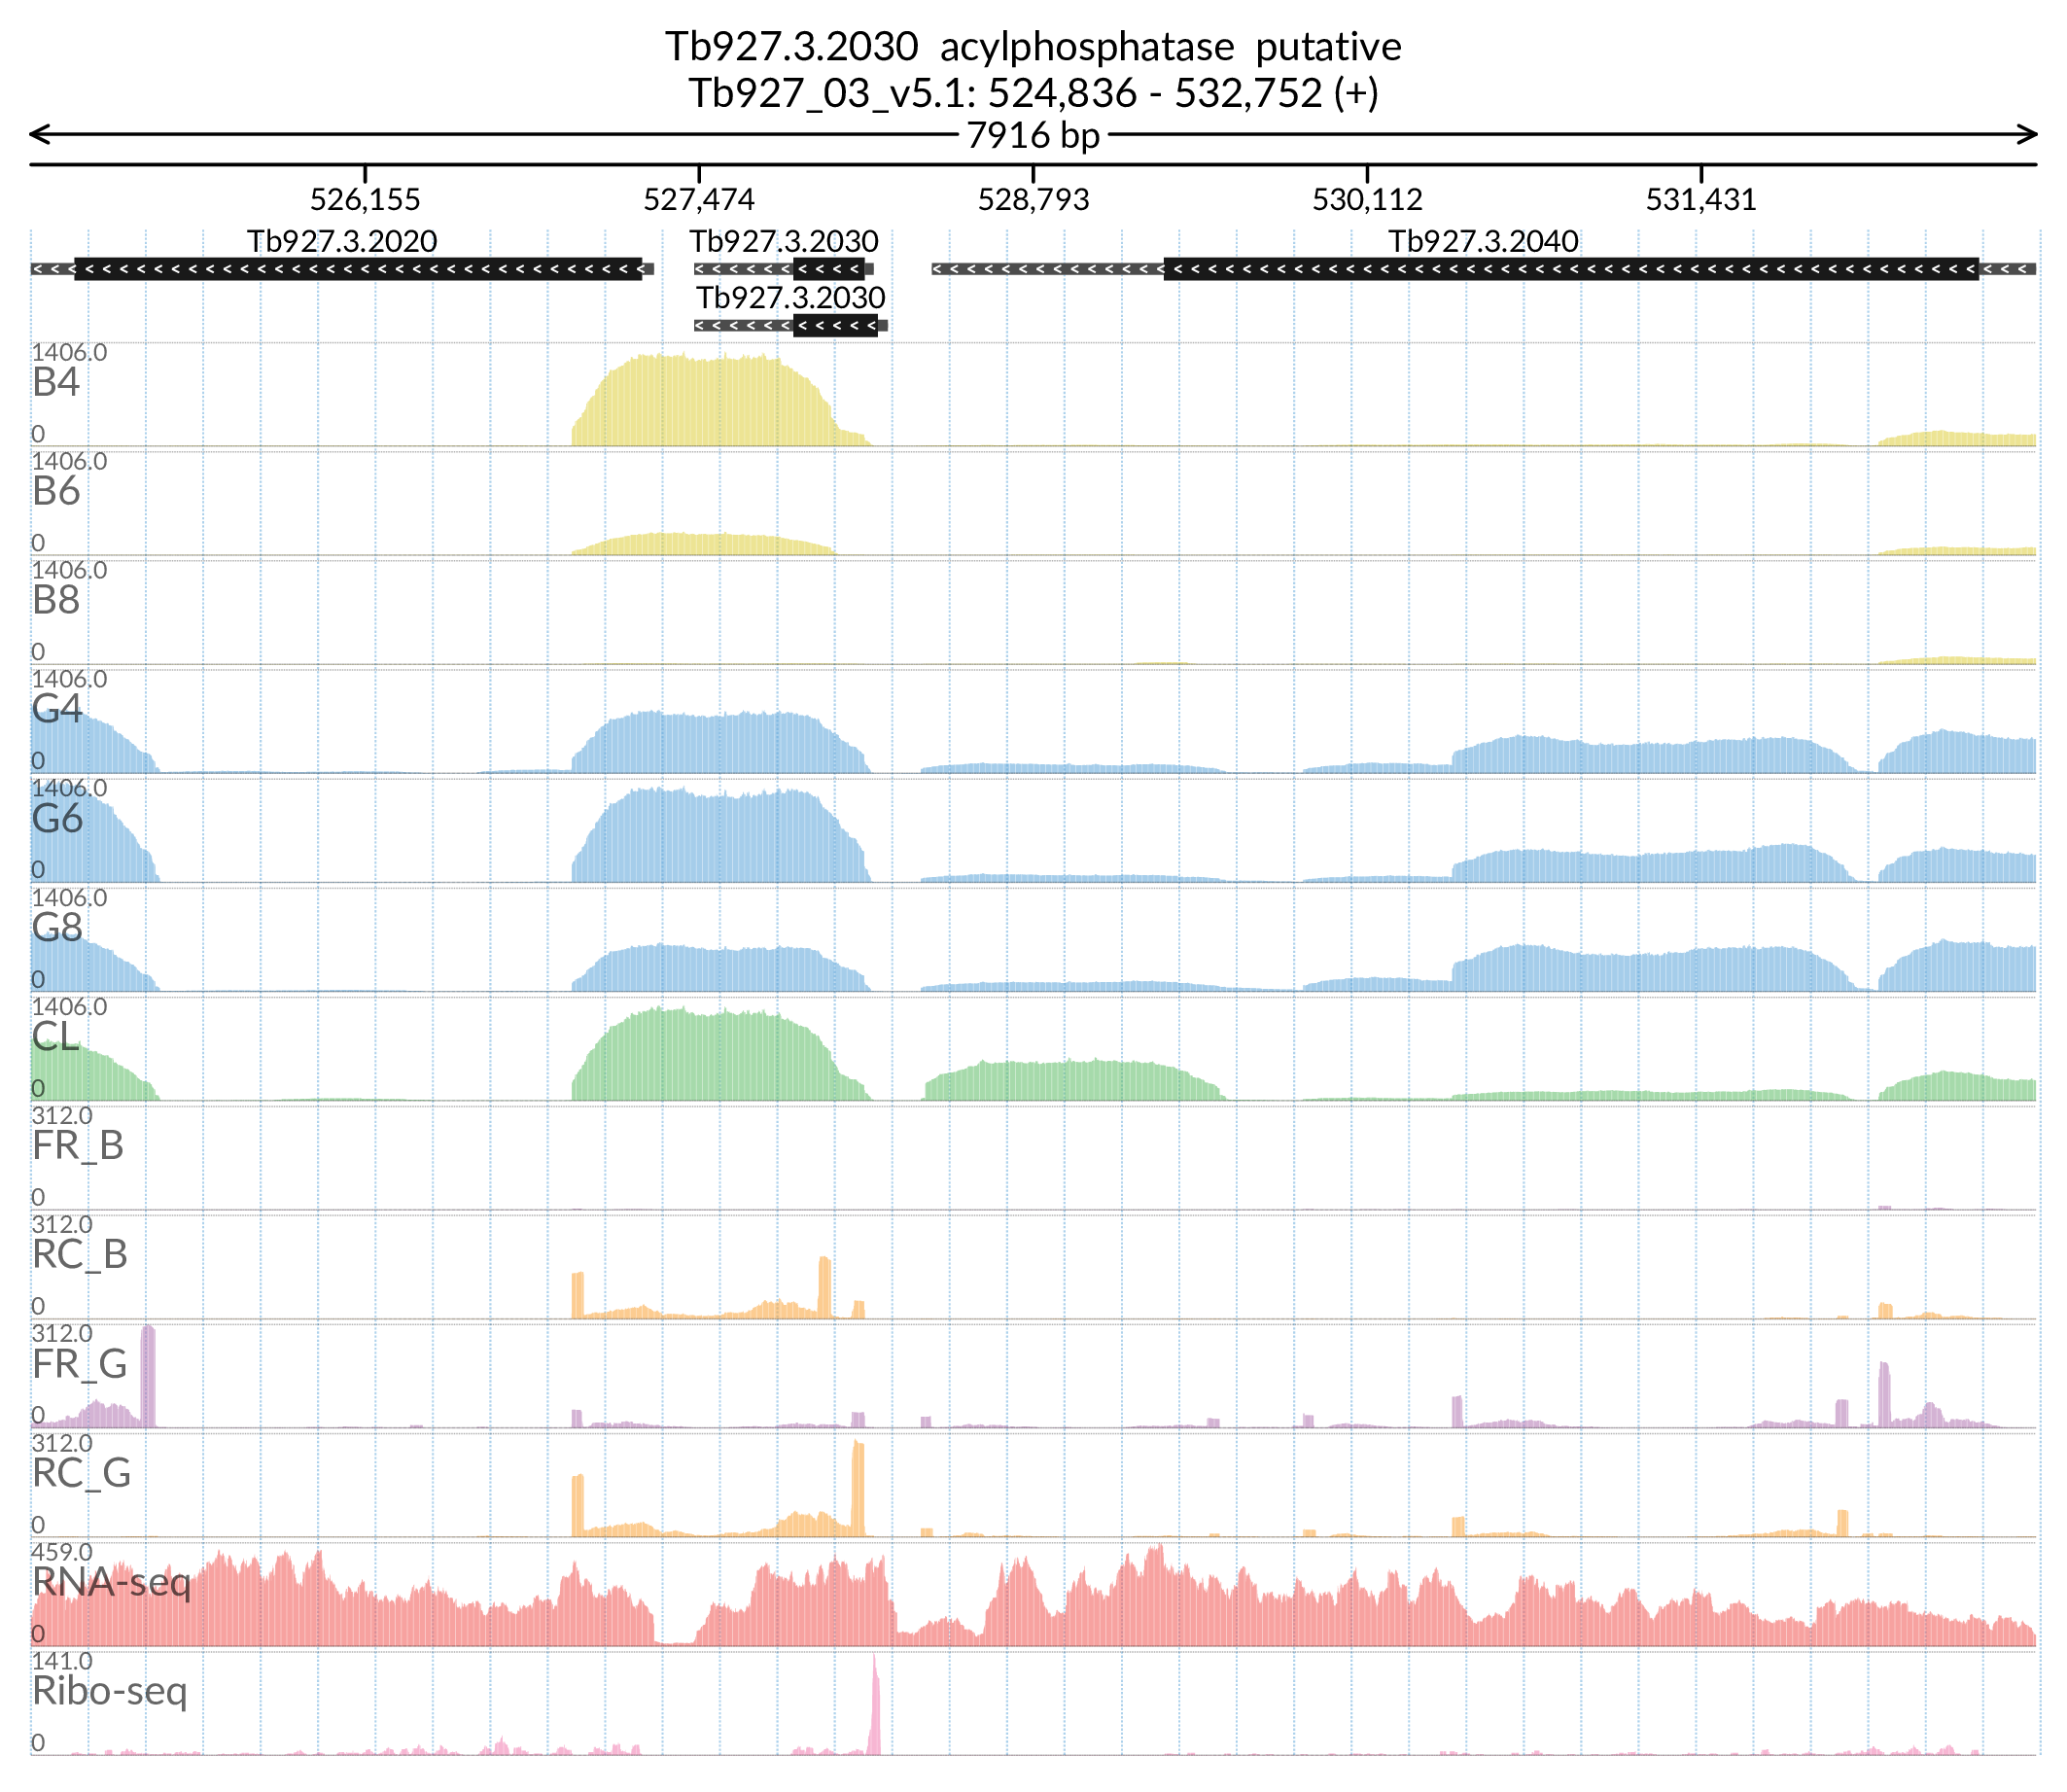 Tb927.3.2030 acylphosphatase putative
Tb927_03_v5.1: 524,836 - 532,752 (+)
7916 bp
526,155 527,474 528,793 530,112 531,431
Tb927.3.2020 Tb927.3.2030 Tb927.3.2040
Tb927.3.2030
1406.0
B4
0
1406.0
B6
0
1406.0
B8
0
1406.0
G4
0
1406.0
G6
0
1406.0
G8
0
1406.0
CL
0
312.0
FR_B
0
312.0
RC_B
0
312.0
FR_G
0
312.0
RC_G
0
459.0
RNA-seq
0
141.0
Ribo-seq
0